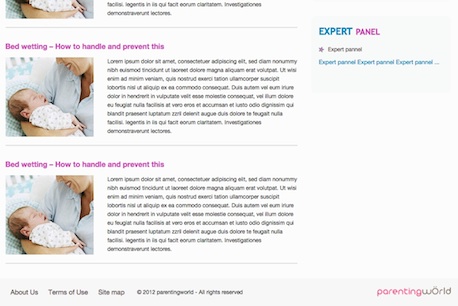 facilisi. legentis in ii qui facit eorum claritatem. Investigationes
demonstraverunt lectores.
Bed wetting – How to handle and prevent this
Lorem ipsum dolor sit amet, consectetuer adipiscing elit, sed diam nonummy
nibh euismod tincidunt ut laoreet dolore magna aliquam erat volutpat. Ut wisi
enim ad minim veniam, quis nostrud exerci tation ullamcorper suscipit
lobortis nisl ut aliquip ex ea commodo consequat. Duis autem vel eum iriure
dolor in hendrerit in vulputate velit esse molestie consequat, vel illum dolore
eu feugiat nulla facilisis at vero eros et accumsan et iusto odio dignissim qui
blandit praesent luptatum zzril delenit augue duis dolore te feugait nulla
facilisi. legentis in ii qui facit eorum claritatem. Investigationes
demonstraverunt lectores.
Bed wetting – How to handle and prevent this
Lorem ipsum dolor sit amet, consectetuer adipiscing elit, sed diam nonummy
nibh euismod tincidunt ut laoreet dolore magna aliquam erat volutpat. Ut wisi
enim ad minim veniam, quis nostrud exerci tation ullamcorper suscipit
lobortis nisl ut aliquip ex ea commodo consequat. Duis autem vel eum iriure
dolor in hendrerit in vulputate velit esse molestie consequat, vel illum dolore
eu feugiat nulla facilisis at vero eros et accumsan et iusto odio dignissim qui
blandit praesent luptatum zzril delenit augue duis dolore te feugait nulla
facilisi. legentis in ii qui facit eorum claritatem. Investigationes
demonstraverunt lectores.
EXPERT PANEL
Expert pannel
Expert pannel Expert pannel Expert pannel ...
About Us Terms of Use Site map © 2012 parentingworld - All rights reserved
parentingworld